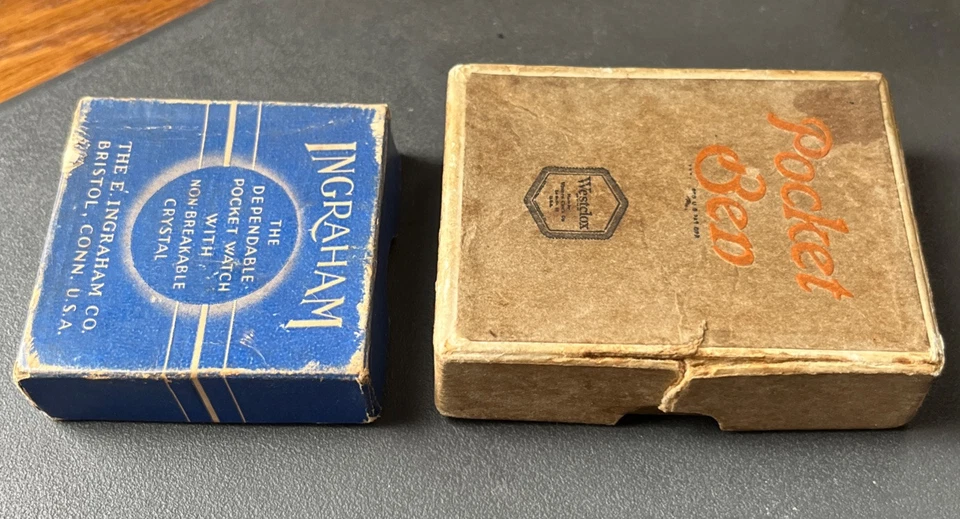 INGRAHAM
THE
DEPENDABLE
POCKET WATCH
WITH
NON-BREAKABLE
CRYSTAL
THE E. INGRAHAM CO.
BRISTOL, CONN. U.S.A.
Pocket
Ben
Westclox